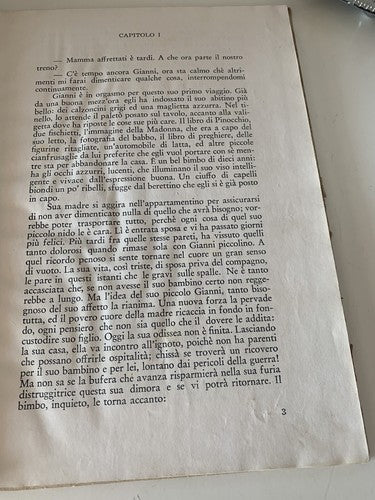 CAPITOLO I
— Mamma affrettati è tardi. A che ora parte il nostro
treno?
— C'è tempo ancora Gianni, ora sta calmo chè altri-
menti mi farai dimenticare qualche cosa, interrompendomi
continuamente.
Gianni è in orgasmo per questo suo primo viaggio. Già
da una buona mezz'ora egli ha indossato il suo abitino più
bello: dei calzoncini grigi ed una maglietta azzurra. Nel ti-
nello, lo attende il paletò posato sul tavolo, accanto alla vali-
getta dove ha riposte le cose sue più care. Il libro di Pinocchio,
due fischietti, l'immagine della Madonna, che era a capo del
suo letto, la fotografia del babbo, il libro di preghiere, delle
figurine ritagliate, un'automobile di latta, ed altre piccole
cianfrusaglie da lui preferite che egli vuol portare con sè men-
tre sta per abbandonare la casa. È un bel bimbo di dieci anni:
ha gli occhi azzurri, lucenti, che illuminano il suo viso intelli-
gente e vivace dall'espressione buona. Un ciuffo di capelli
biondi un po' ribelli, sfugge dal berrettino che egli si è già posto
in capo.
Sua madre si aggira nell'appartamentino per assicurarsi
di non aver dimenticato nulla di quello che avrà bisogno; vor-
rebbe poter trasportare tutto, perchè ogni cosa di quel suo
piccolo nido le è cara. Lì è entrata sposa e vi ha passato giorni
più felici. Più tardi fra quelle stesse pareti, ha vissuto quelli
tanto dolorosi quando rimase sola con Gianni piccolino. A
quel ricordo penoso si sente tornare nel cuore un gran senso
di vuoto. La sua vita, così triste, di sposa priva del compagno,
le pare in questi istanti che le gravi sulle spalle. Ne è tanto
accasciata che, se non avesse il suo bambino certo non regge-
rebbe a lungo. Ma l'idea del suo piccolo Gianni, tanto biso-
gnoso del suo affetto la rianima. Una nuova forza la pervade
tutta, ed il povero cuore della madre ricaccia in fondo in fon-
do, ogni pensiero che non sia quello che il dovere le addita:
custodire suo figlio. Oggi la sua odissea non è finita. Lasciando
la sua casa, ella va incontro all'ignoto, poichè non ha parenti
che possano offrirle ospitalità; chissà se troverà un ricovero
per il suo bambino e per lei, lontano dai pericoli della guerra!
Ma non sa se la bufera che avanza risparmierà nella sua furia
distruggitrice questa sua dimora e se vi potrà ritornare. Il
bimbo, inquieto, le torna accanto:
3